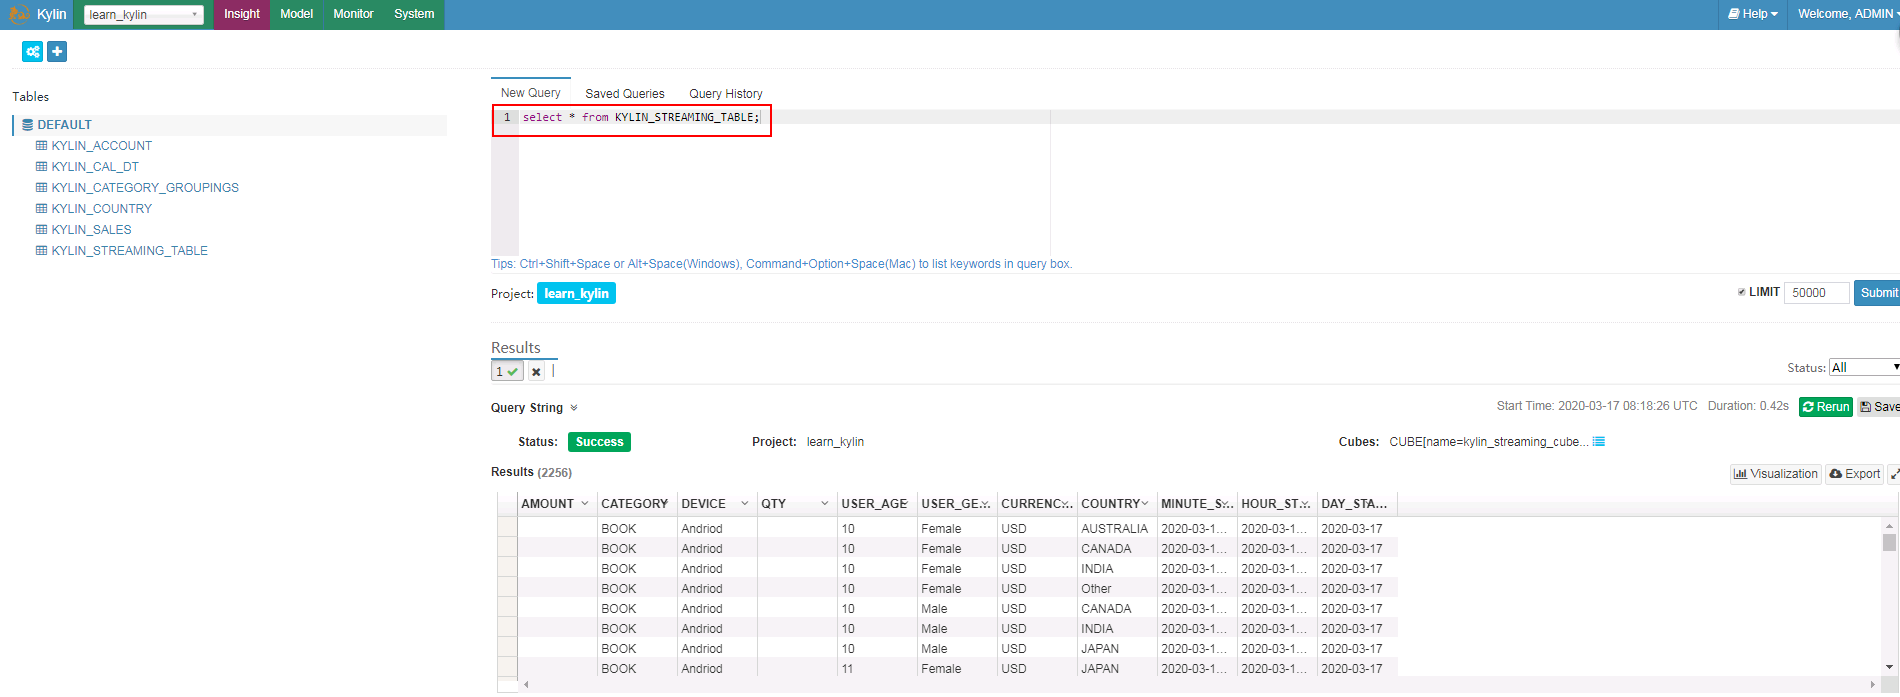 Kylin learn_kylin Insight Model Monitor System Help Welcome, ADMIN
Tables
DEFAULT
KYLIN_ACCOUNT
KYLIN_CAL_DT
KYLIN_CATEGORY_GROUPINGS
KYLIN_COUNTRY
KYLIN_SALES
KYLIN_STREAMING_TABLE
New Query Saved Queries Query History
1 select * from KYLIN_STREAMING_TABLE;
Tips: Ctrl+Shift+Space or Alt+Space(Windows), Command+Option+Space(Mac) to list keywords in query box.
Project: learn_kylin LIMIT 50000 Submit
Results
1
Status: All
Query String Start Time: 2020-03-17 08:18:26 UTC Duration: 0.42s Rerun Save
Status: Success Project: learn_kylin Cubes: CUBE[name=kylin_streaming_cube...
Results (2256) Visualization Export
AMOUNT CATEGORY DEVICE QTY USER_AGE USER_GE... CURRENC... COUNTRY MINUTE_S... HOUR_ST... DAY_STA...
BOOK Andriod 10 Female USD AUSTRALIA 2020-03-1... 2020-03-1... 2020-03-17
BOOK Andriod 10 Female USD CANADA 2020-03-1... 2020-03-1... 2020-03-17
BOOK Andriod 10 Female USD INDIA 2020-03-1... 2020-03-1... 2020-03-17
BOOK Andriod 10 Female USD Other 2020-03-1... 2020-03-1... 2020-03-17
BOOK Andriod 10 Male USD CANADA 2020-03-1... 2020-03-1... 2020-03-17
BOOK Andriod 10 Male USD INDIA 2020-03-1... 2020-03-1... 2020-03-17
BOOK Andriod 10 Male USD JAPAN 2020-03-1... 2020-03-1... 2020-03-17
BOOK Andriod 11 Female USD JAPAN 2020-03-1... 2020-03-1... 2020-03-17